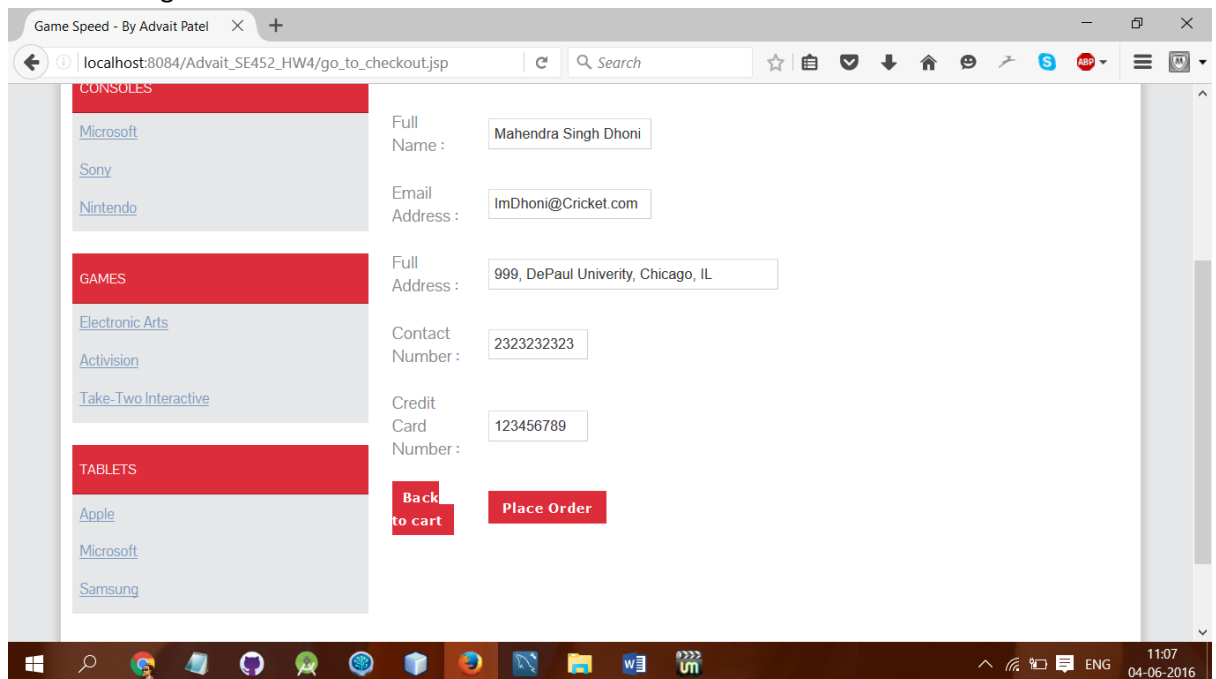 Game Speed - By Advait Patel
localhost:8084/Advait_SE452_HW4/go_to_checkout.jsp
Search
ABP
CONSOLES
Microsoft
Sony
Nintendo
GAMES
Electronic Arts
Activision
Take-Two Interactive
TABLETS
Apple
Microsoft
Samsung
Full
Name :
Mahendra Singh Dhoni
Email
Address :
ImDhoni@Cricket.com
Full
Address :
999, DePaul Univerity, Chicago, IL
Contact
Number :
2323232323
Credit
Card
Number :
123456789
Back
to cart
Place Order
ENG
11:07
04-06-2016